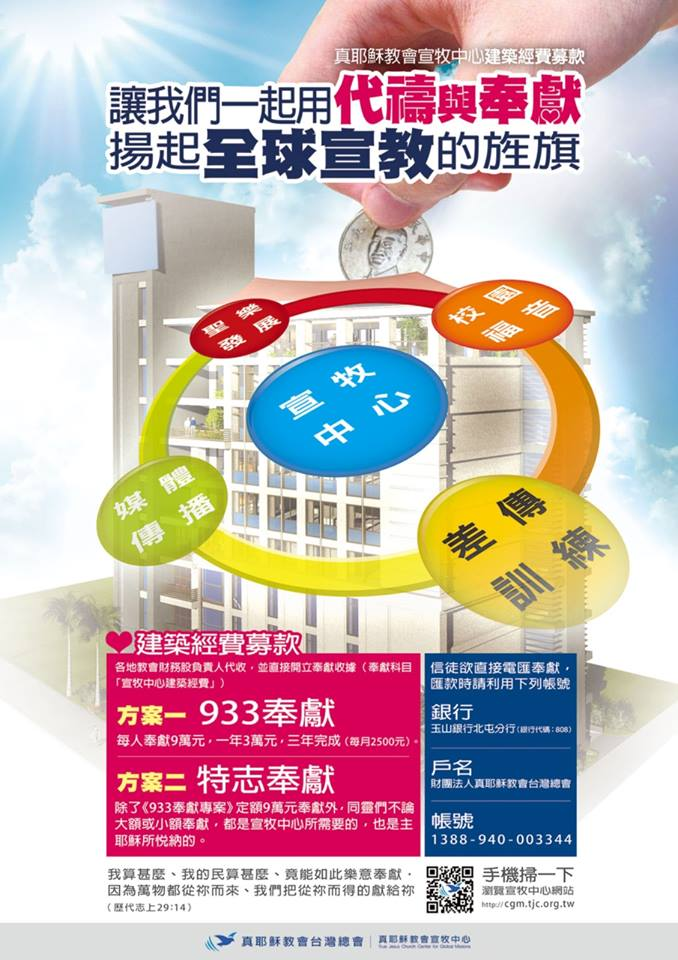 真耶穌教會宣牧中心建築經費募款
讓我們一起用代禱與奉獻
揚起全球宣教的旌旗
聖樂
發展
校園
福音
宣牧
中心
媒體
傳播
差傳
訓練
建築經費募款
各地教會財務股負責人代收，並直接開立奉獻收據（奉獻科目
「宣牧中心建築經費」）
方案一 933奉獻
每人奉獻9萬元，一年3萬元，三年完成（每月2500元）。
方案二 特志奉獻
除了《933奉獻專案》定額9萬元奉獻外，同靈們不論
大額或小額奉獻，都是宣牧中心所需要的，也是主
耶穌所悅納的。
信徒欲直接電匯奉獻，
匯款時請利用下列帳號
銀行
玉山銀行北屯分行（銀行代碼：808）
戶名
財團法人真耶穌教會台灣總會
帳號
1388-940-003344
我算甚麼、我的民算甚麼、竟能如此樂意奉獻，
因為萬物都從祢而來、我們把從祢而得的獻給祢
（歷代志上29:14）
手機掃一下
瀏覽宣牧中心網站
http://cgm.tjc.org.tw
真耶穌教會台灣總會
真耶穌教會宣牧中心
True Jesus Church Center for Global Missions